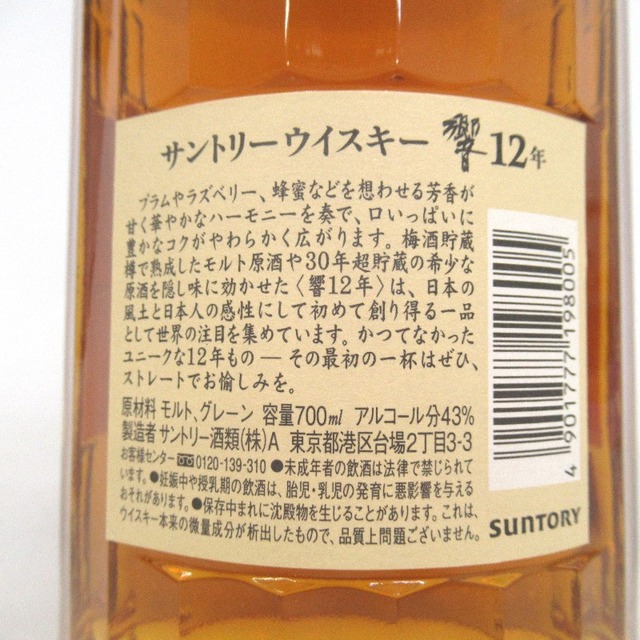 サントリーウイスキー 響 12年
プラムやラズベリー、蜂蜜などを想わせる芳香が
甘く華やかなハーモニーを奏で、口いっぱいに
豊かなコクがやわらかく広がります。梅酒貯蔵
樽で熟成したモルト原酒や30年超貯蔵の希少な
原酒を隠し味に効かせた〈響12年〉は、日本の
風土と日本人の感性にして初めて創り得る一品
として世界の注目を集めています。かつてなかった
ユニークな12年もの ― その最初の一杯はぜひ、
ストレートでお愉しみを。
原材料 モルト、グレーン 容量700ml アルコール分43%
製造者 サントリー酒類(株)A 東京都港区台場2丁目3-3
お客様センター 0120-139-310 ●未成年者の飲酒は法律で禁じられて
います。●妊娠中や授乳期の飲酒は、胎児・乳児の発育に悪影響を与える
おそれがあります。●保存中まれに沈殿物を生じることがあります。これは、
ウイスキー本来の微量成分が析出したもので、品質上問題ございません。
SUNTORY
4 901777 198005